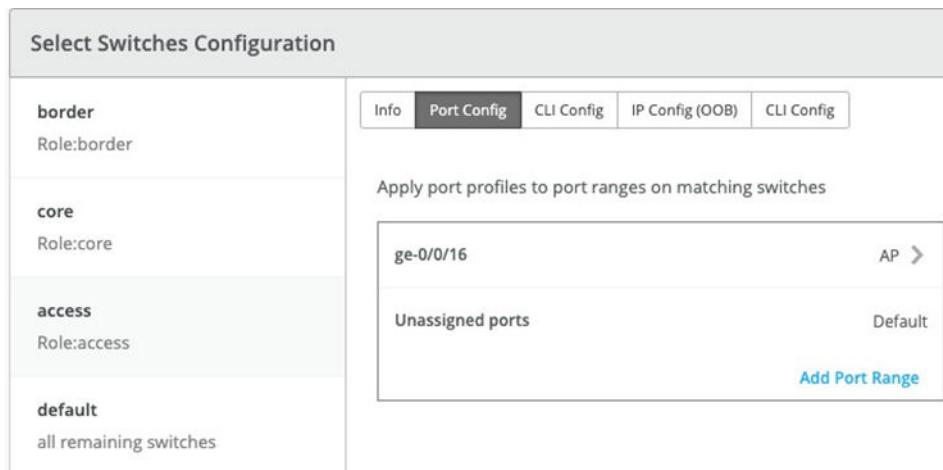 Select Switches Configuration
border
Role:border
core
Role:core
access
Role:access
default
all remaining switches
Info Port Config CLI Config IP Config (OOB) CLI Config
Apply port profiles to port ranges on matching switches
ge-0/0/16 AP
Unassigned ports Default
Add Port Range